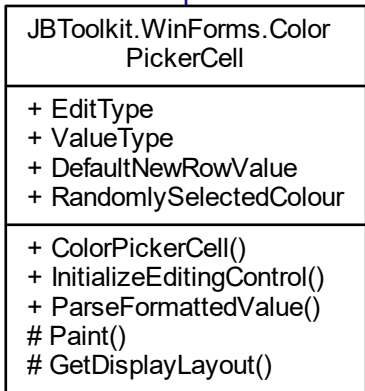 JBToolkit.WinForms.Color
PickerCell
+ EditType
+ ValueType
+ DefaultNewRowValue
+ RandomlySelectedColour
+ ColorPickerCell()
+ InitializeEditingControl()
+ ParseFormattedValue()
# Paint()
# GetDisplayLayout()